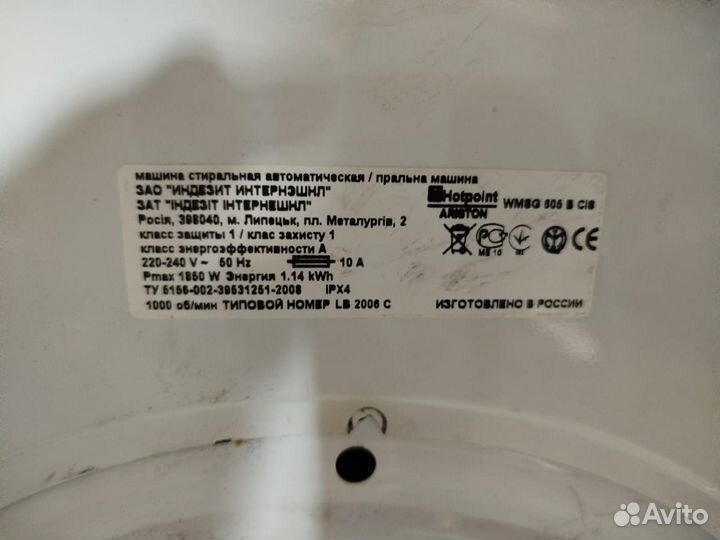 машина стиральная автоматическая / пральна машина
ЗАО "ИНДЕЗИТ ИНТЕРНЭШНЛ"
ЗАТ "ІНДЕЗІТ ІНТЕРНЕШНЛ"
Росія, 398040, м. Липецьк, пл. Металургів, 2
класс защиты 1 / клас захисту 1
класс энергоэффективности A
220-240 V ~ 50 Hz 10 A
Pmax 1850 W Энергия 1.14 kWh
ТУ 5156-002-39531251-2008 IPX4
1000 об/мин ТИПОВОЙ НОМЕР LB 2006 C
Hotpoint
ARISTON
WMSG 605 B CIS
ME 10
ИЗГОТОВЛЕНО В РОССИИ
Avito